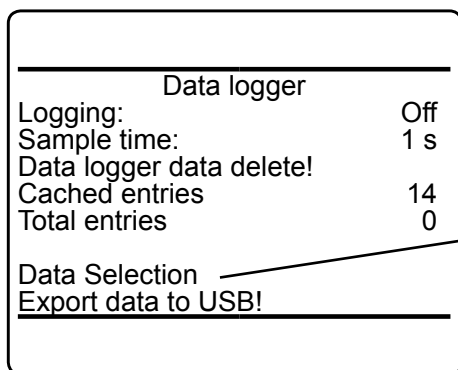 Data logger
Logging: Off
Sample time: 1 s
Data logger data delete!
Cached entries 14
Total entries 0
Data Selection
Export data to USB!